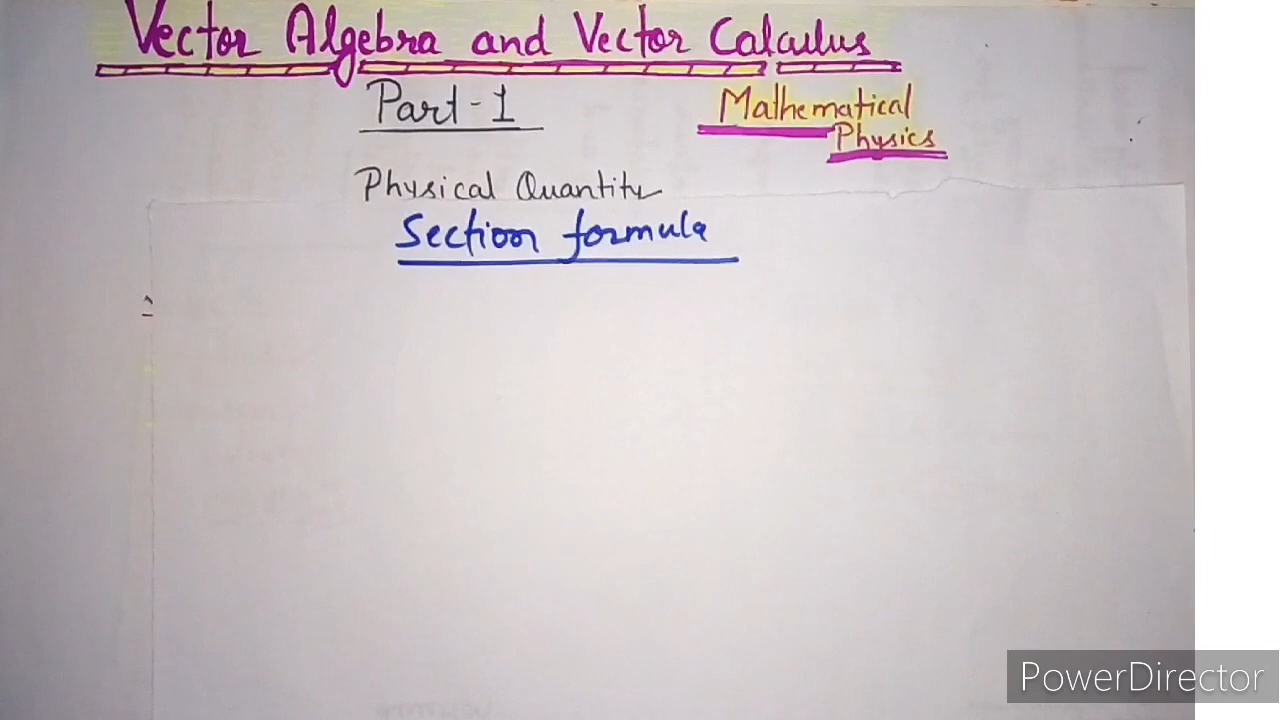 Vector Algebra and Vector Calculus
Part-1
Mathematical
Physics
Physical Quantity
Section formula
PowerDirector